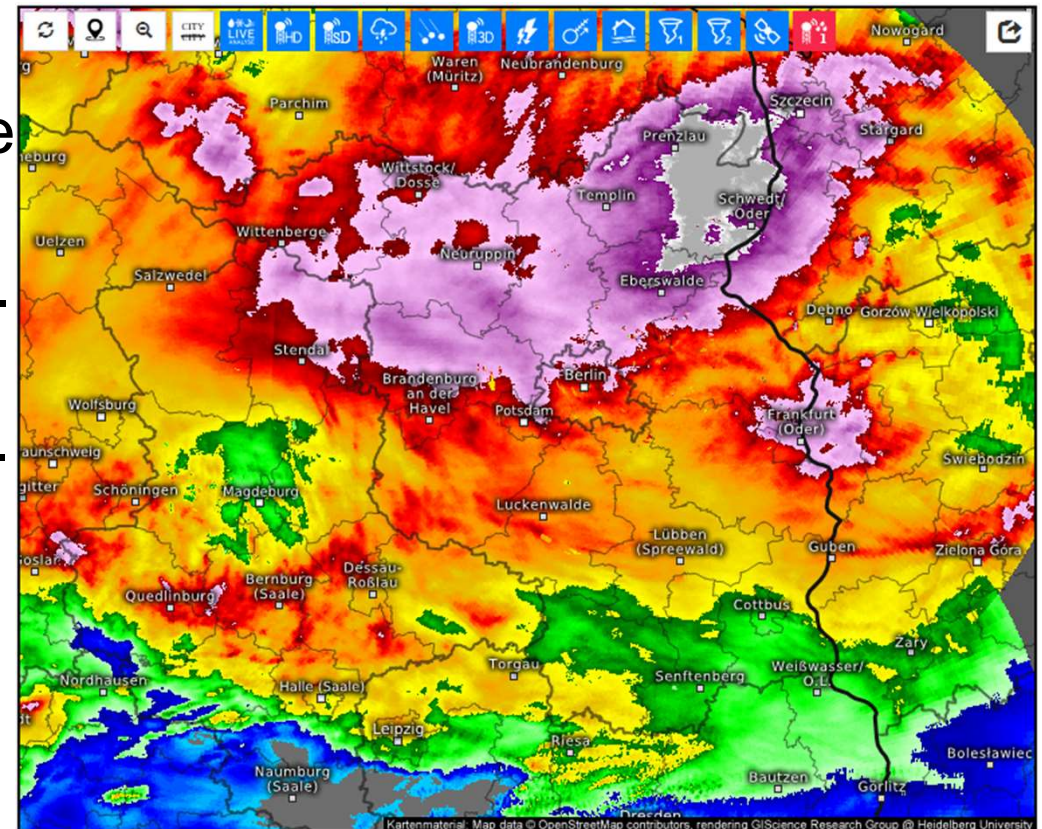 CITY
CITY
LIVE
ANALYSE
HD
SD
3D
1
2
1
Nowogard
Waren
(Müritz)
Neubrandenburg
e
Parchim
Szczecin
Prenzlau
Stargard
Wittstock/
Dosse
Templin
Schwedt/
Oder
Wittenberge
Uelzen
Neuruppin
Salzwedel
Eberswalde
Dębno
Gorzów Wielkopolski
Stendal
Berlin
Brandenburg
an der
Havel
Potsdam
Wolfsburg
Frankfurt
(Oder)
Świebodzin
Schöningen
Magdeburg
Luckenwalde
Lübben
(Spreewald)
Guben
Zielona Góra
Dessau-
Roßlau
Bernburg
(Saale)
Quedlinburg
Cottbus
Żary
Torgau
Weißwasser/
O.L.
Senftenberg
Nordhausen
Halle (Saale)
Leipzig
Riesa
Bolesławiec
Naumburg
(Saale)
Bautzen
Görlitz
Dresden
Kartenmaterial: Map data © OpenStreetMap contributors, rendering GIScience Research Group @ Heidelberg University